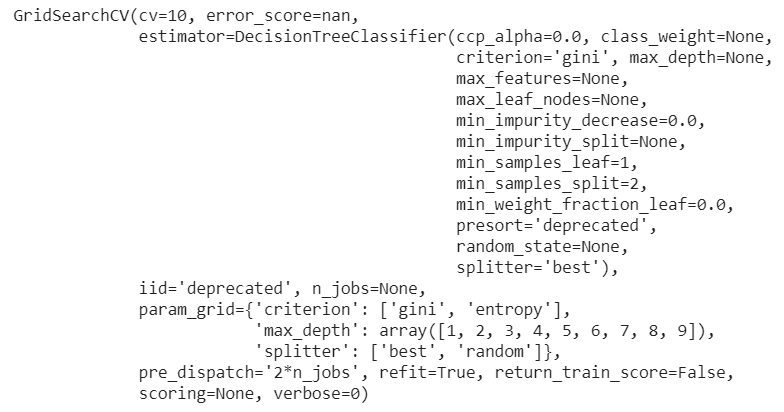 GridSearchCV(cv=10, error_score=nan,
estimator=DecisionTreeClassifier(ccp_alpha=0.0, class_weight=None,
criterion='gini', max_depth=None,
max_features=None,
max_leaf_nodes=None,
min_impurity_decrease=0.0,
min_impurity_split=None,
min_samples_leaf=1,
min_samples_split=2,
min_weight_fraction_leaf=0.0,
presort='deprecated',
random_state=None,
splitter='best'),
iid='deprecated', n_jobs=None,
param_grid={'criterion': ['gini', 'entropy'],
'max_depth': array([1, 2, 3, 4, 5, 6, 7, 8, 9]),
'splitter': ['best', 'random']},
pre_dispatch='2*n_jobs', refit=True, return_train_score=False,
scoring=None, verbose=0)